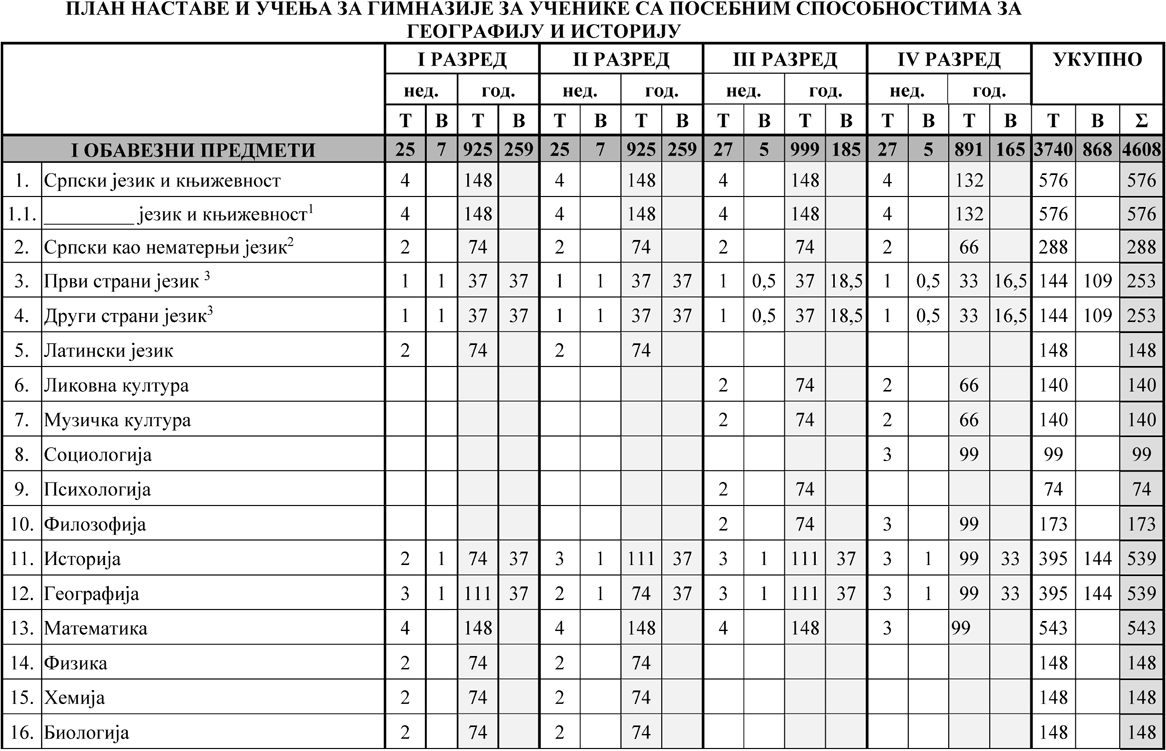 ПЛАН НАСТАВЕ И УЧЕЊА ЗА ГИМНАЗИЈЕ ЗА УЧЕНИКЕ СА ПОСЕБНИМ СПОСОБНОСТИМА ЗА
ГЕОГРАФИЈУ И ИСТОРИЈУ
I РАЗРЕД II РАЗРЕД III РАЗРЕД IV РАЗРЕД УКУПНО
нед. год. нед. год. нед. год. нед. год.
Т В Т В Т В Т В Т В Т В Т В Т В Т В Σ
I ОБАВЕЗНИ ПРЕДМЕТИ 25 7 925 259 25 7 925 259 27 5 999 185 27 5 891 165 3740 868 4608
1. Српски језик и књижевност 4 148 4 148 4 148 4 132 576 576
1.1. __________ језик и књижевност¹ 4 148 4 148 4 148 4 132 576 576
2. Српски као нематерњи језик² 2 74 2 74 2 74 2 66 288 288
3. Први страни језик ³ 1 1 37 37 1 1 37 37 1 0,5 37 18,5 1 0,5 33 16,5 144 109 253
4. Други страни језик³ 1 1 37 37 1 1 37 37 1 0,5 37 18,5 1 0,5 33 16,5 144 109 253
5. Латински језик 2 74 2 74 148 148
6. Ликовна култура 2 74 2 66 140 140
7. Музичка култура 2 74 2 66 140 140
8. Социологија 3 99 99 99
9. Психологија 2 74 74 74
10. Филозофија 2 74 3 99 173 173
11. Историја 2 1 74 37 3 1 111 37 3 1 111 37 3 1 99 33 395 144 539
12. Географија 3 1 111 37 2 1 74 37 3 1 111 37 3 1 99 33 395 144 539
13. Математика 4 148 4 148 4 148 3 99 543 543
14. Физика 2 74 2 74 148 148
15. Хемија 2 74 2 74 148 148
16. Биологија 2 74 2 74 148 148